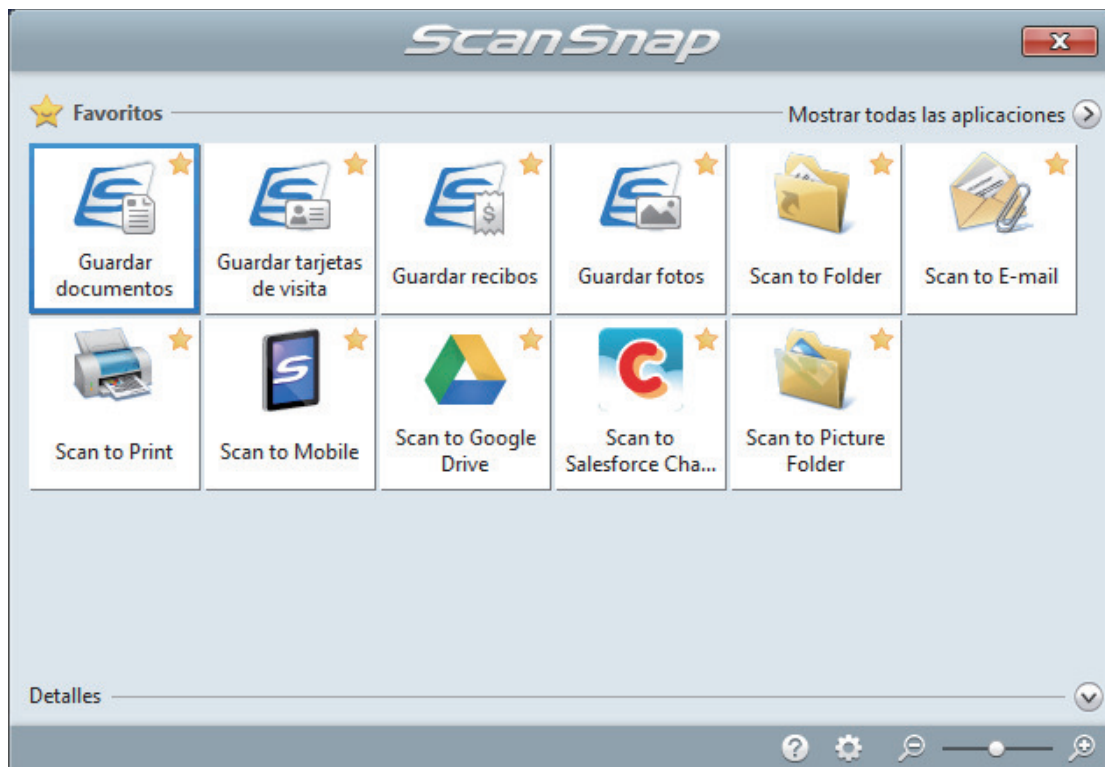 ScanSnap
Favoritos
Mostrar todas las aplicaciones
Guardar
documentos
Guardar tarjetas
de visita
Guardar recibos
Guardar fotos
Scan to Folder
Scan to E-mail
Scan to Print
Scan to Mobile
Scan to Google
Drive
Scan to
Salesforce Cha...
Scan to Picture
Folder
Detalles